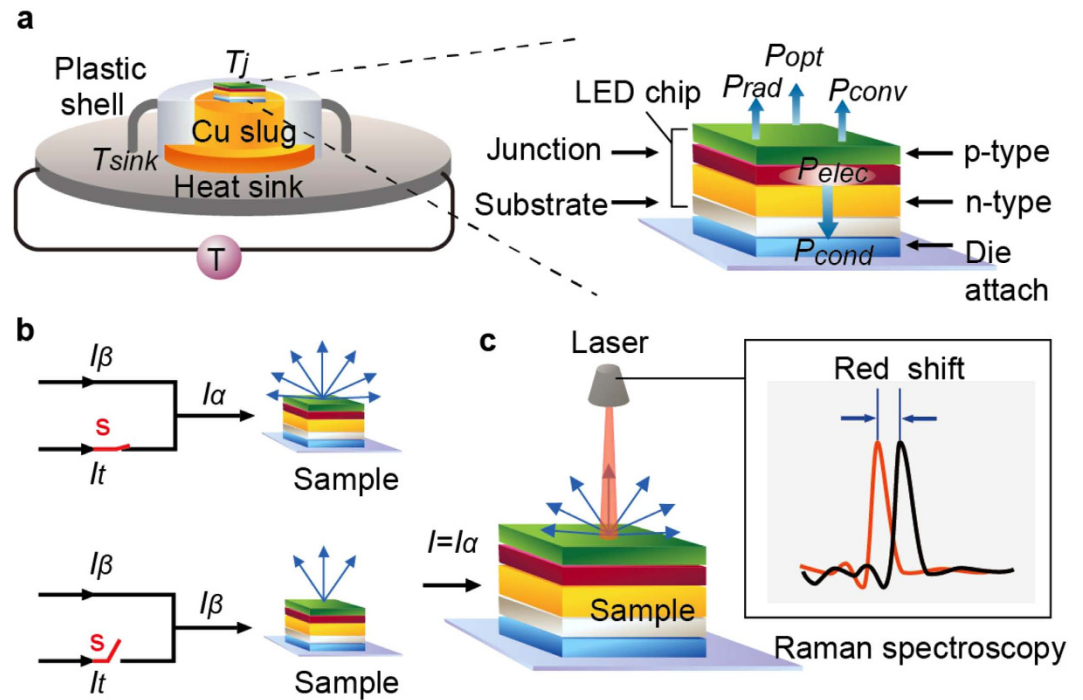 a
Tj
Plastic
shell
Cu slug
Tsink
Heat sink
T
Popt
Prad
Pconv
LED chip
Junction
Pelec
p-type
Substrate
n-type
Pcond
Die
attach
b
Iβ
Iα
S
It
Sample
Iβ
Iβ
S
It
Sample
c
Laser
Red shift
I=Iα
Sample
Raman spectroscopy